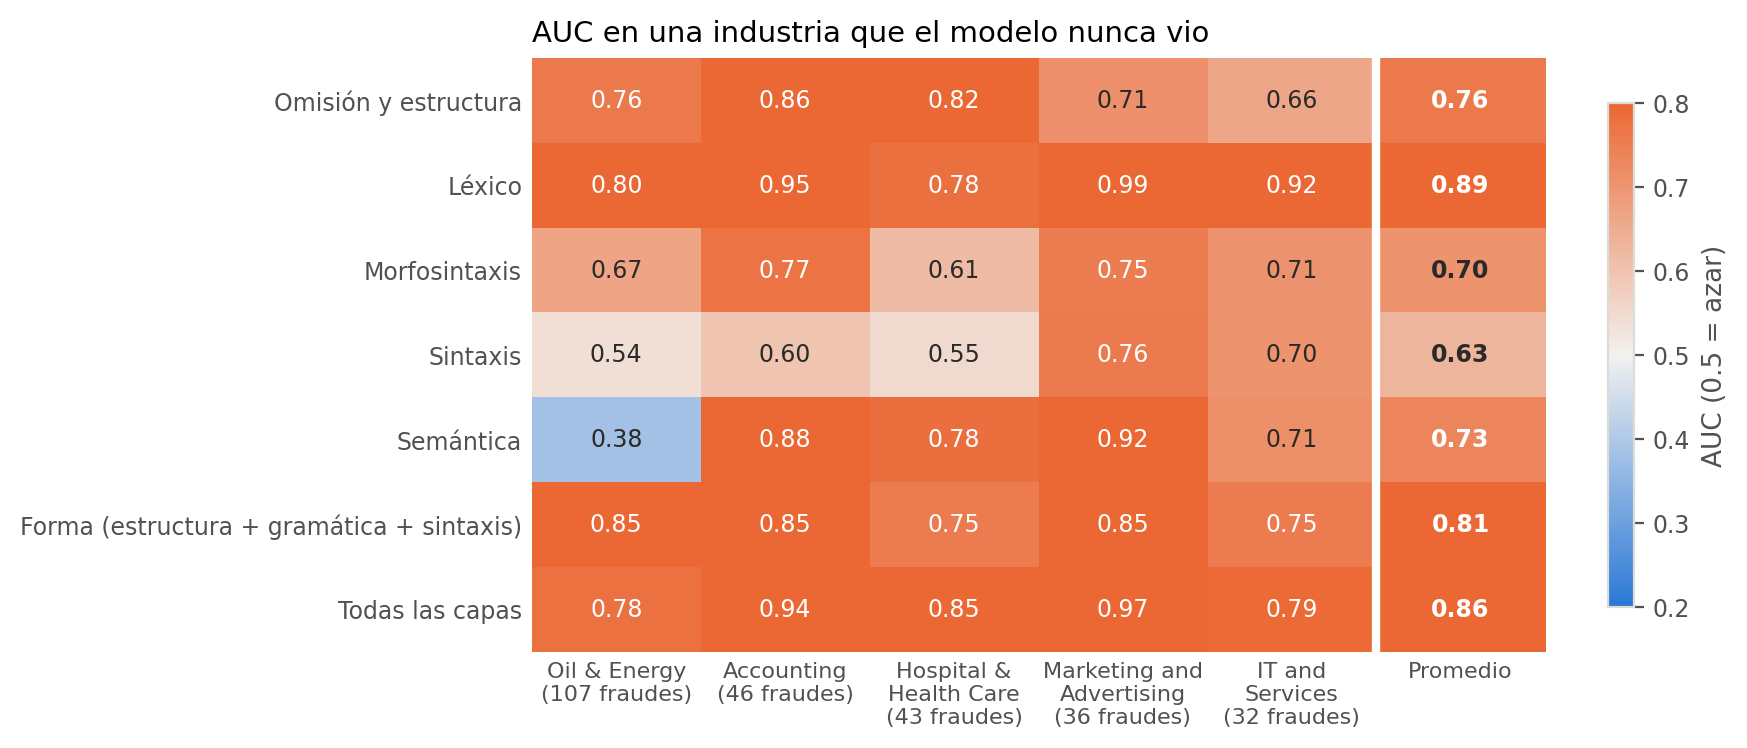 AUC en una industria que el modelo nunca vio
Omisión y estructura 0.76 0.86 0.82 0.71 0.66 0.76
Léxico 0.80 0.95 0.78 0.99 0.92 0.89
Morfosintaxis 0.67 0.77 0.61 0.75 0.71 0.70
Sintaxis 0.54 0.60 0.55 0.76 0.70 0.63
Semántica 0.38 0.88 0.78 0.92 0.71 0.73
Forma (estructura + gramática + sintaxis) 0.85 0.85 0.75 0.85 0.75 0.81
Todas las capas 0.78 0.94 0.85 0.97 0.79 0.86
Oil & Energy
(107 fraudes)
Accounting
(46 fraudes)
Hospital &
Health Care
(43 fraudes)
Marketing and
Advertising
(36 fraudes)
IT and
Services
(32 fraudes)
Promedio
0.8
0.7
0.6
0.5
0.4
0.3
0.2
AUC (0.5 = azar)